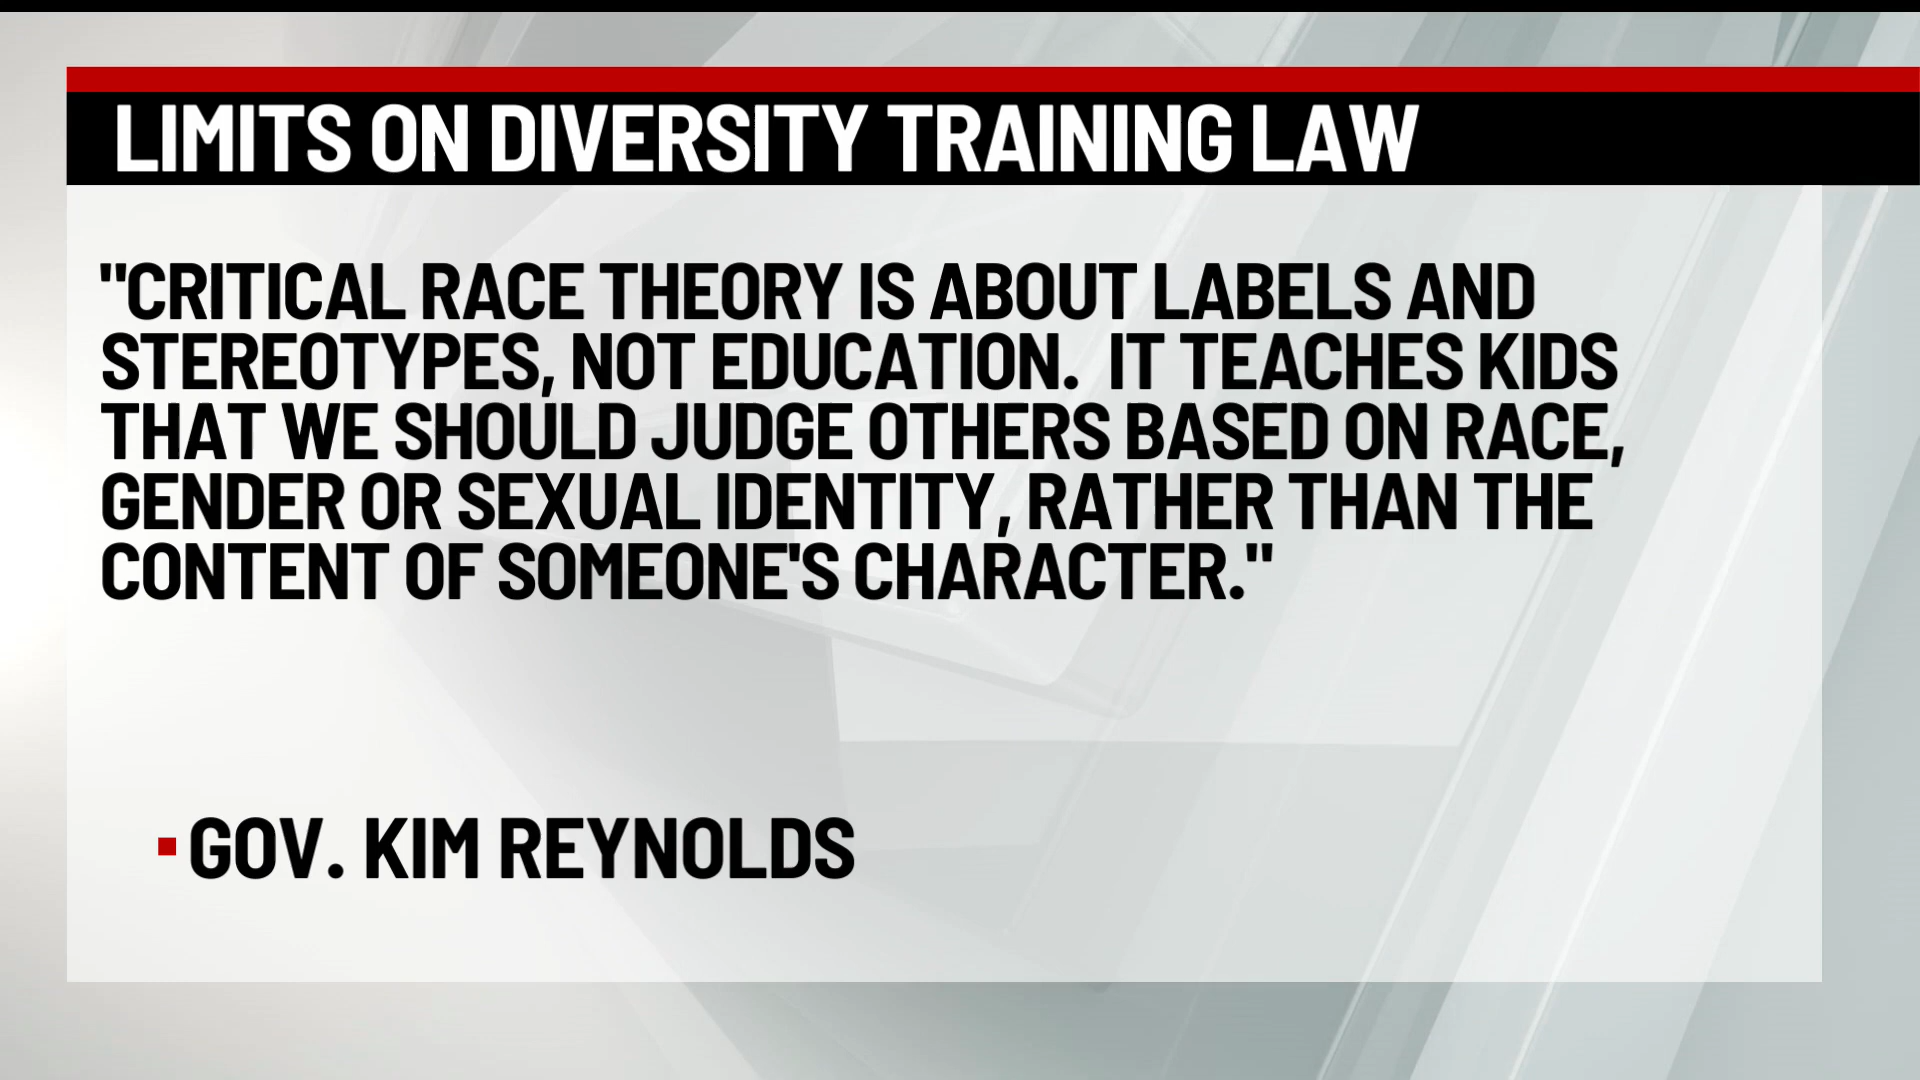 LIMITS ON DIVERSITY TRAINING LAW
"CRITICAL RACE THEORY IS ABOUT LABELS AND
STEREOTYPES, NOT EDUCATION.  IT TEACHES KIDS
THAT WE SHOULD JUDGE OTHERS BASED ON RACE,
GENDER OR SEXUAL IDENTITY, RATHER THAN THE
CONTENT OF SOMEONE'S CHARACTER."
GOV. KIM REYNOLDS